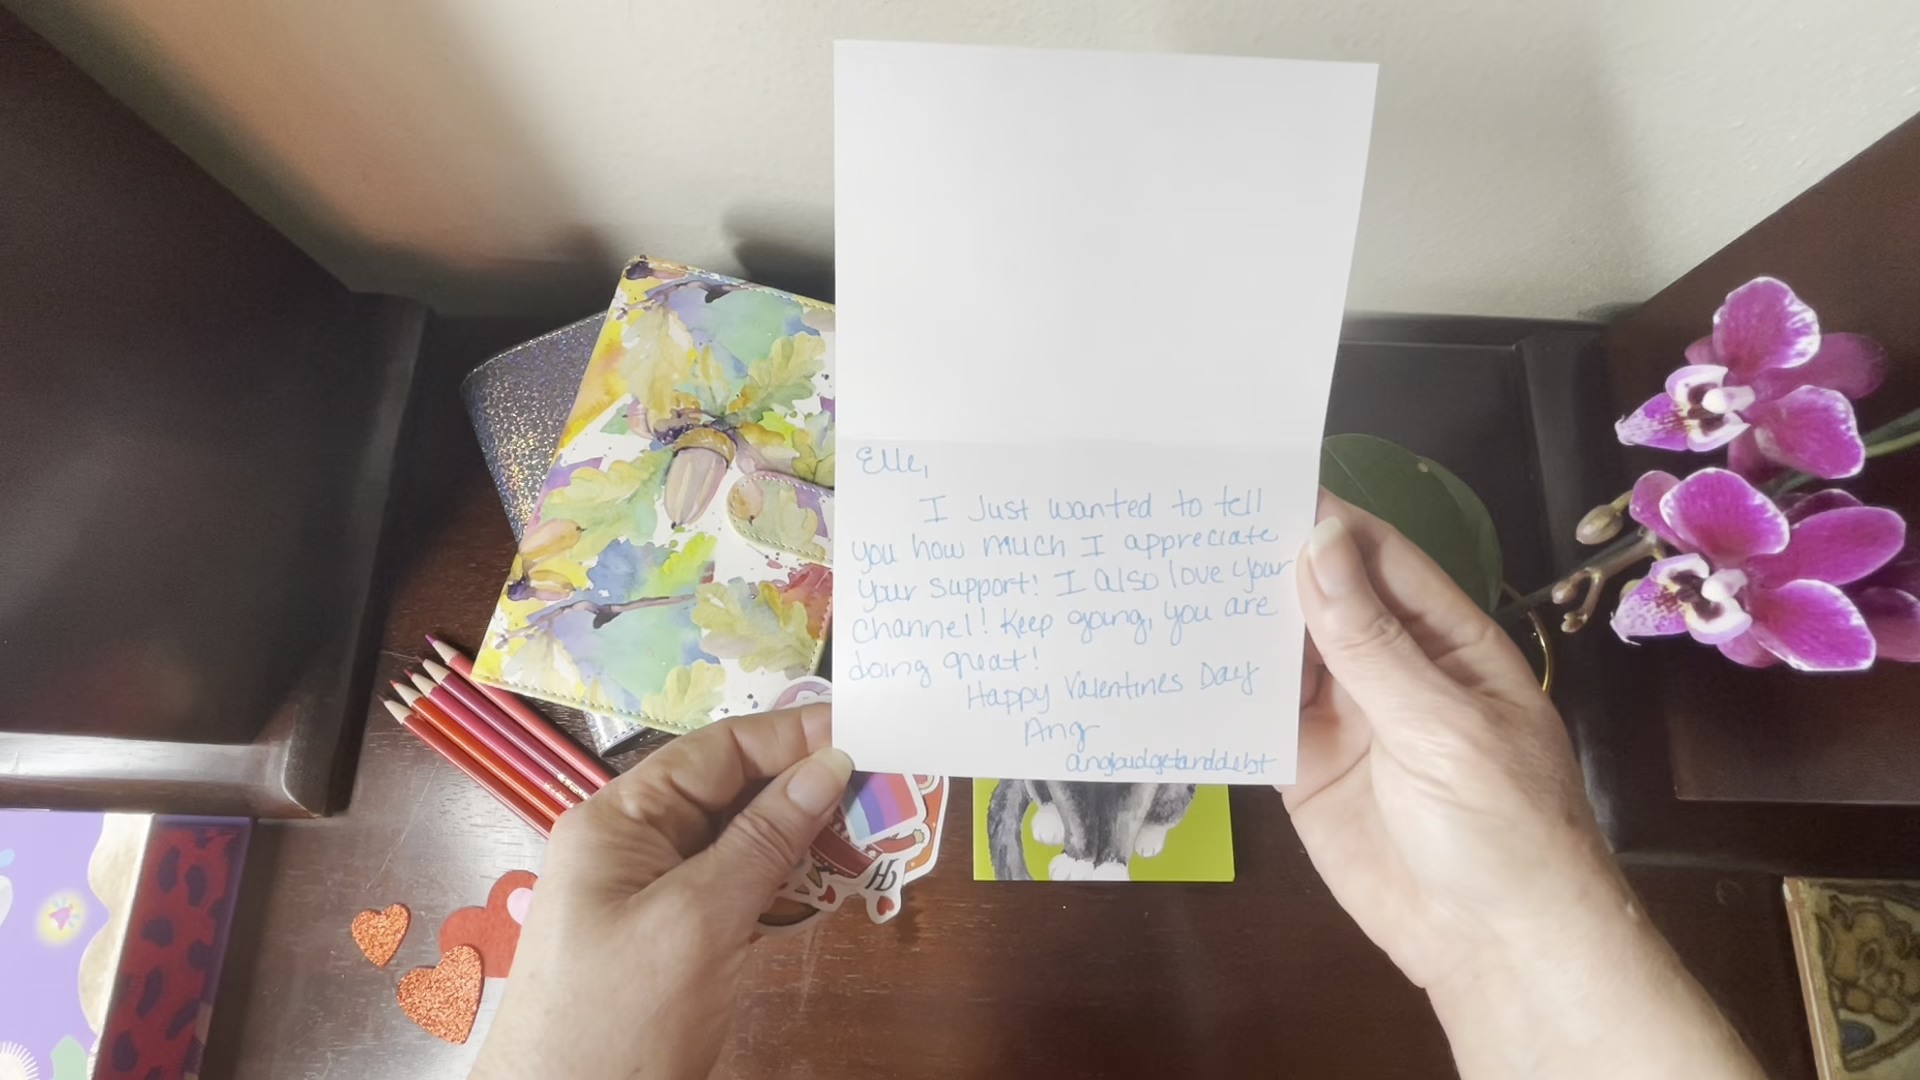 Elle,
I Just wanted to tell
you how much I appreciate
your support! I also love your
channel! Keep going, you are
doing great!
Happy Valentines Day
Ang
angbudgetanddebt